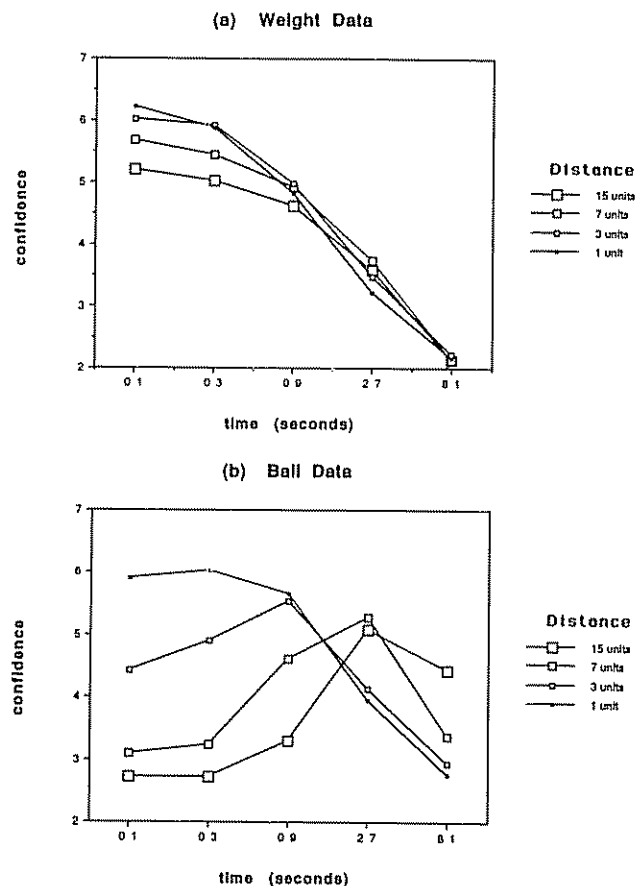 (a) Weight Data
7
6
5
4
3
2
confidence
0 1 0 3 0 9 2 7 8 1
time (seconds)
Distance
15 units
7 units
3 units
1 unit
(b) Ball Data
7
6
5
4
3
2
confidence
0 1 0 3 0 9 2 7 8 1
time (seconds)
Distance
15 units
7 units
3 units
1 unit